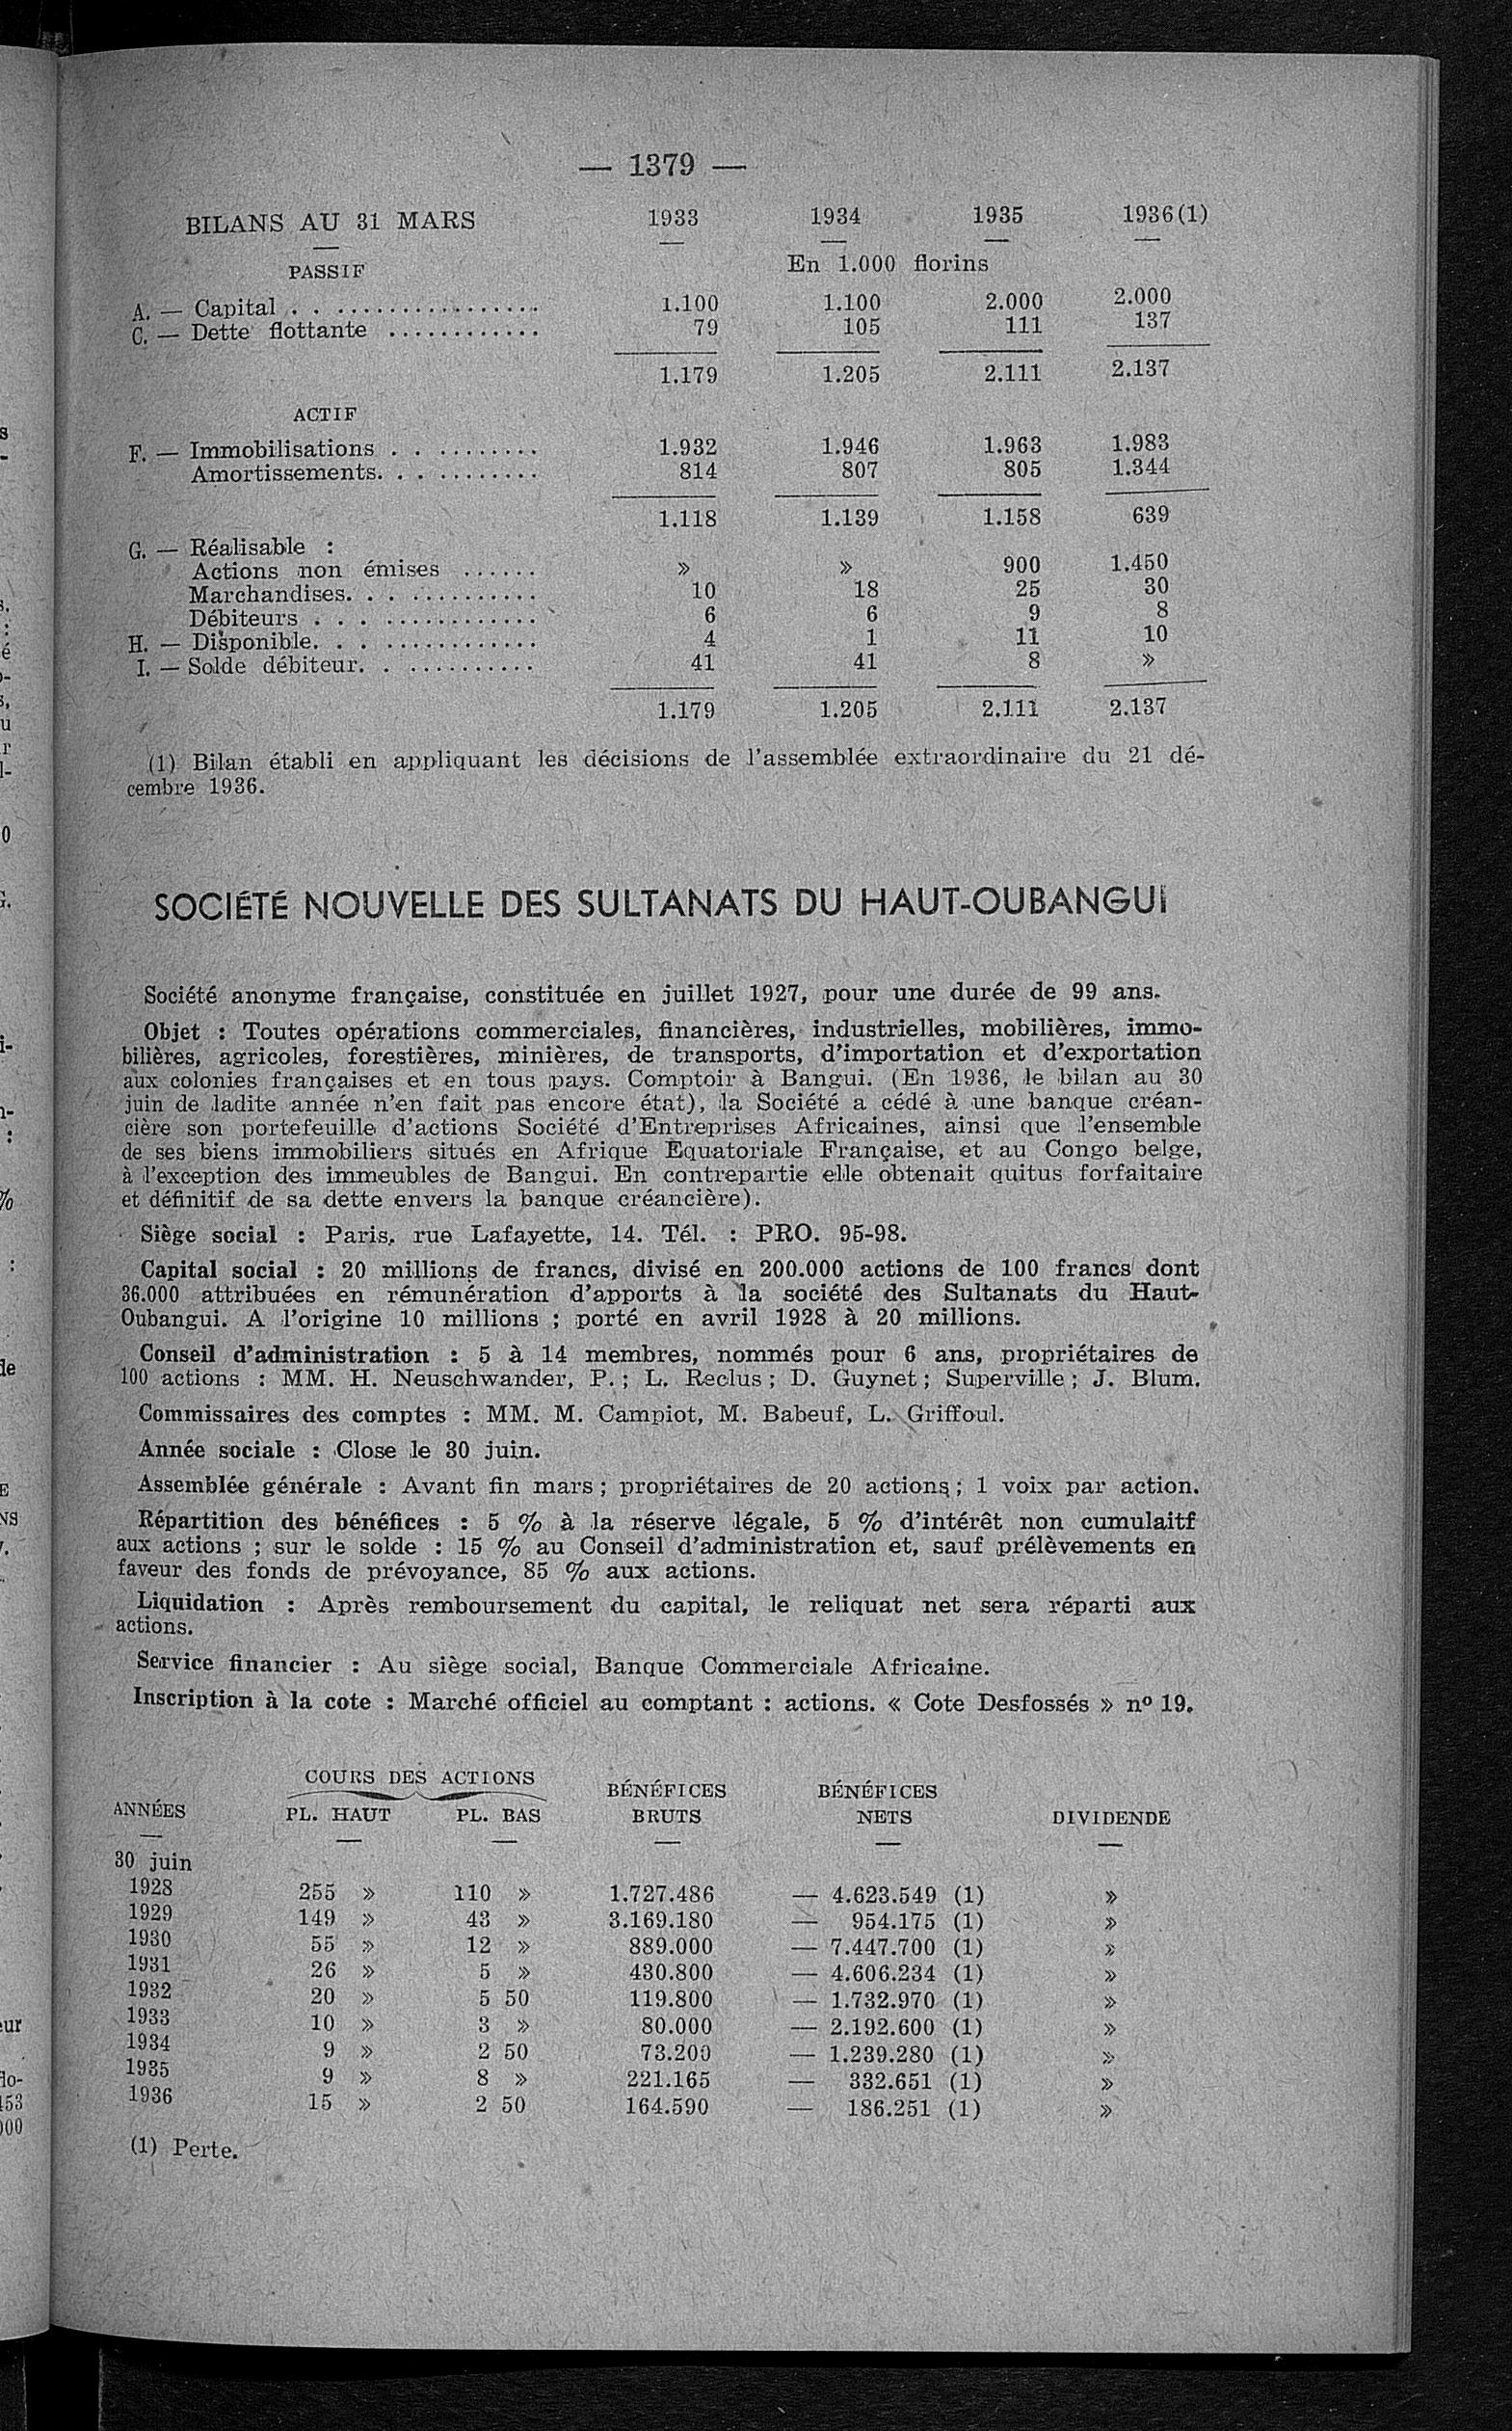 — 1379 —
BILANS AU 31 MARS 1933 1934 1935 1936 (1)
PASSIF En 1.000 florins
A. — Capital . . . . . . . . . . . . . . . . . . 1.100 1.100 2.000 2.000
C. — Dette flottante . . . . . . . . . . . . 79 105 111 137
1.179 1.205 2.111 2.137
ACTIF
F. — Immobilisations . . . . . . . . . . 1.932 1.946 1.963 1.983
Amortissements. . . . . . . . . . . 814 807 805 1.344
1.118 1.139 1.158 639
G. — Réalisable :
Actions non émises . . . . . . » » 900 1.450
Marchandises. . . . . . . . . . . . 10 18 25 30
Débiteurs . . . . . . . . . . . . . . 6 6 9 8
H. — Disponible. . . . . . . . . . . . . . 4 1 11 10
I. — Solde débiteur. . . . . . . . . . . 41 41 8 »
1.179 1.205 2.111 2.137
(1) Bilan établi en appliquant les décisions de l'assemblée extraordinaire du 21 dé-
cembre 1936.
SOCIÉTÉ NOUVELLE DES SULTANATS DU HAUT-OUBANGUI
Société anonyme française, constituée en juillet 1927, pour une durée de 99 ans.
Objet : Toutes opérations commerciales, financières, industrielles, mobilières, immo-
bilières, agricoles, forestières, minières, de transports, d'importation et d'exportation
aux colonies françaises et en tous pays. Comptoir à Bangui. (En 1936, le bilan au 30
juin de ladite année n'en fait pas encore état), la Société a cédé à une banque créan-
cière son portefeuille d'actions Société d'Entreprises Africaines, ainsi que l'ensemble
de ses biens immobiliers situés en Afrique Equatoriale Française, et au Congo belge,
à l'exception des immeubles de Bangui. En contrepartie elle obtenait quitus forfaitaire
et définitif de sa dette envers la banque créancière).
Siège social : Paris, rue Lafayette, 14. Tél. : PRO. 95-98.
Capital social : 20 millions de francs, divisé en 200.000 actions de 100 francs dont
36.000 attribuées en rémunération d'apports à la société des Sultanats du Haut-
Oubangui. A l'origine 10 millions ; porté en avril 1928 à 20 millions.
Conseil d'administration : 5 à 14 membres, nommés pour 6 ans, propriétaires de
100 actions : MM. H. Neuschwander, P. ; L. Reclus ; D. Guynet ; Superville ; J. Blum.
Commissaires des comptes : MM. M. Campiot, M. Babeuf, L. Griffoul.
Année sociale : Close le 30 juin.
Assemblée générale : Avant fin mars ; propriétaires de 20 actions ; 1 voix par action.
Répartition des bénéfices : 5 % à la réserve légale, 5 % d'intérêt non cumulaitf
aux actions ; sur le solde : 15 % au Conseil d'administration et, sauf prélèvements en
faveur des fonds de prévoyance, 85 % aux actions.
Liquidation : Après remboursement du capital, le reliquat net sera réparti aux
actions.
Service financier : Au siège social, Banque Commerciale Africaine.
Inscription à la cote : Marché officiel au comptant : actions. « Cote Desfossés » nº 19.
COURS DES ACTIONS BÉNÉFICES BÉNÉFICES
ANNÉES PL. HAUT PL. BAS BRUTS NETS DIVIDENDE
30 juin
1928 255 » 110 » 1.727.486 — 4.623.549 (1) »
1929 149 » 43 » 3.169.180 — 954.175 (1) »
1930 55 » 12 » 889.000 — 7.447.700 (1) »
1931 26 » 5 » 430.800 — 4.606.234 (1) »
1932 20 » 5 50 119.800 — 1.732.970 (1) »
1933 10 » 3 » 80.000 — 2.192.600 (1) »
1934 9 » 2 50 73.200 — 1.239.280 (1) »
1935 9 » 8 » 221.165 — 332.651 (1) »
1936 15 » 2 50 164.590 — 186.251 (1) »
(1) Perte.